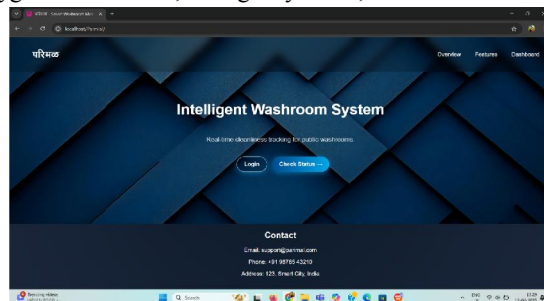 localhost/Parimal/
परिमळ
Overview Features Dashboard
Intelligent Washroom System
Real-time cleanliness tracking for public washrooms.
Login Check Status →
Contact
Email: support@parimal.com
Phone: +91 98765 43210
Address: 123, Smart City, India
Search
ENG